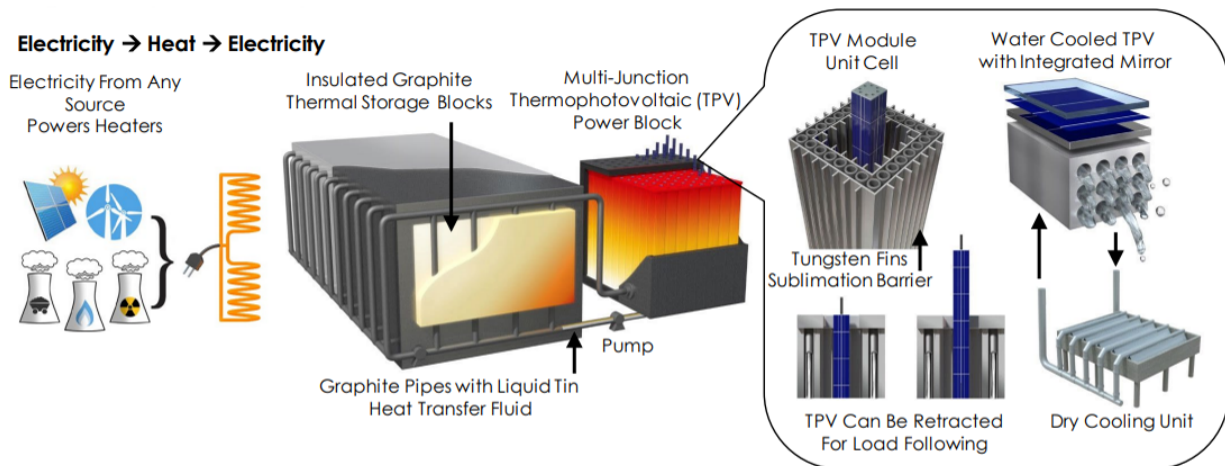 Electricity → Heat → Electricity
Electricity From Any
Source
Powers Heaters
Insulated Graphite
Thermal Storage Blocks
Multi-Junction
Thermophotovoltaic (TPV)
Power Block
Graphite Pipes with Liquid Tin
Heat Transfer Fluid
Pump
TPV Module
Unit Cell
Water Cooled TPV
with Integrated Mirror
Tungsten Fins
Sublimation Barrier
TPV Can Be Retracted
For Load Following
Dry Cooling Unit